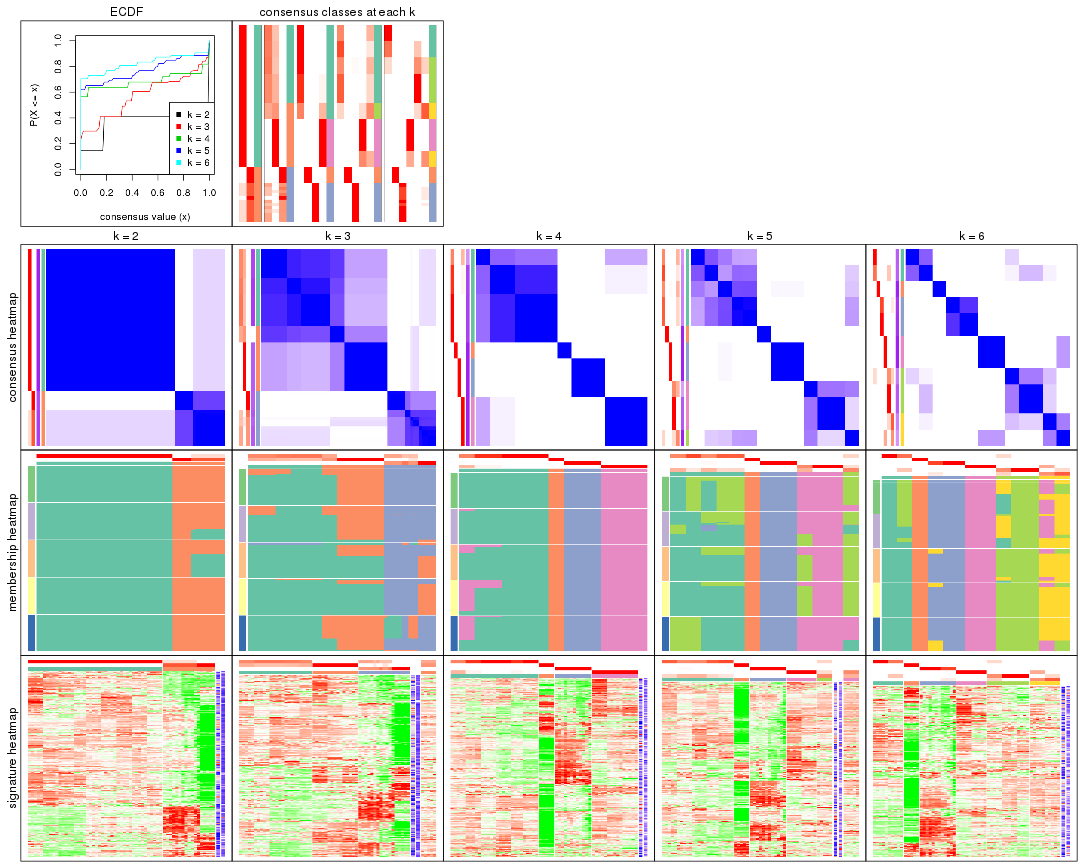 ECDF
consensus classes at each k
P(X <= x)
0.0 0.2 0.4 0.6 0.8 1.0
k = 2
k = 3
k = 4
k = 5
k = 6
0.0 0.2 0.4 0.6 0.8 1.0
consensus value (x)
k = 2
k = 3
k = 4
k = 5
k = 6
consensus heatmap
membership heatmap
signature heatmap